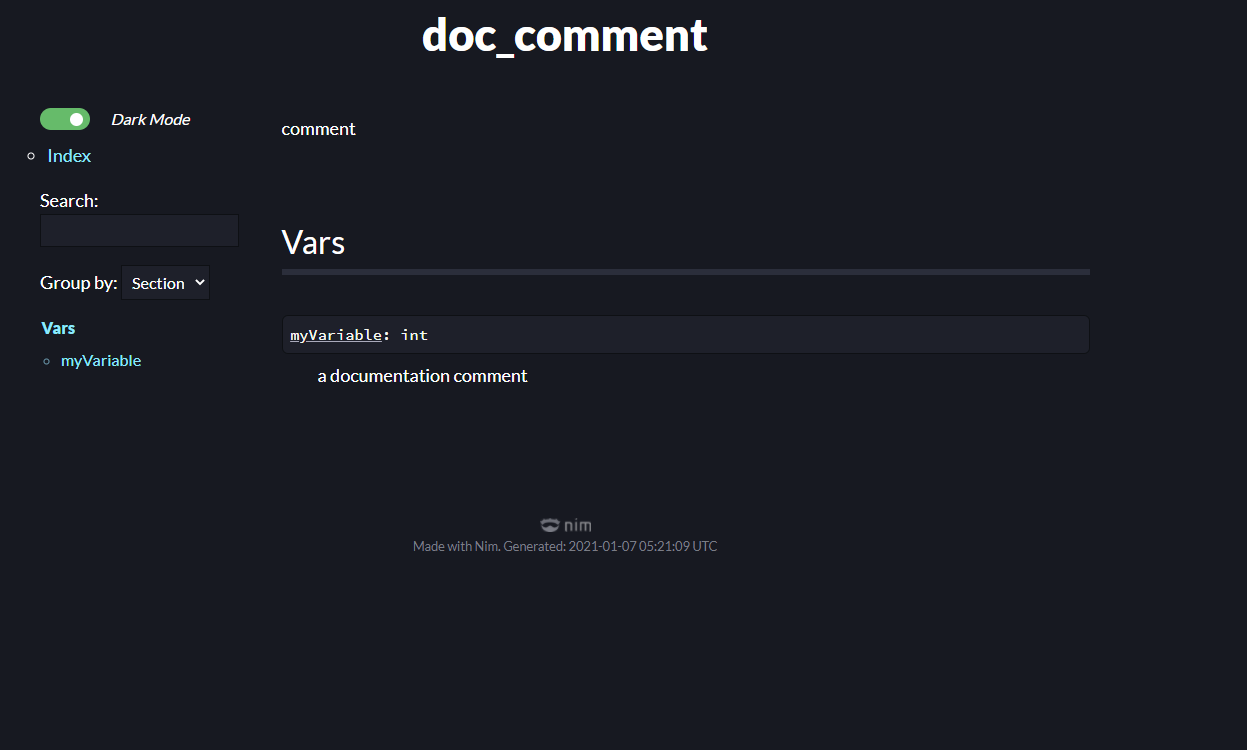 doc_comment
Dark Mode
Index
Search:
Group by: Section
Vars
myVariable
comment
Vars
myVariable: int
a documentation comment
nim
Made with Nim. Generated: 2021-01-07 05:21:09 UTC